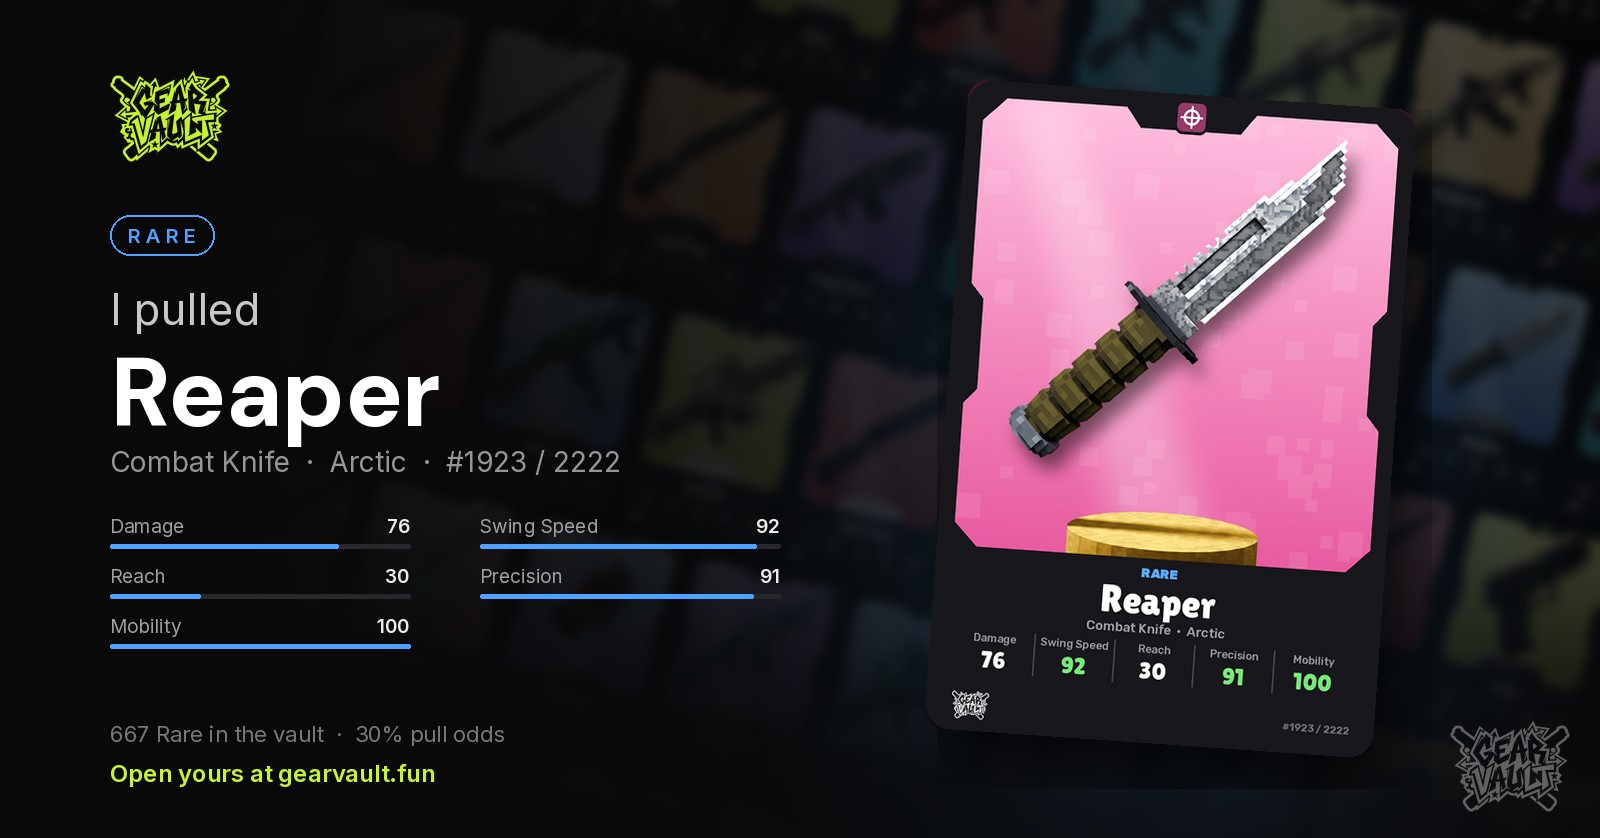 GEAR
VAULT
RARE
I pulled
Reaper
Combat Knife · Arctic · #1923 / 2222
Damage 76
Swing Speed 92
Reach 30
Precision 91
Mobility 100
667 Rare in the vault · 30% pull odds
Open yours at gearvault.fun
RARE
Reaper
Combat Knife · Arctic
Damage Swing Speed Reach Precision Mobility
76 92 30 91 100
GEAR
VAULT
#1923 / 2222
GEAR
VAULT